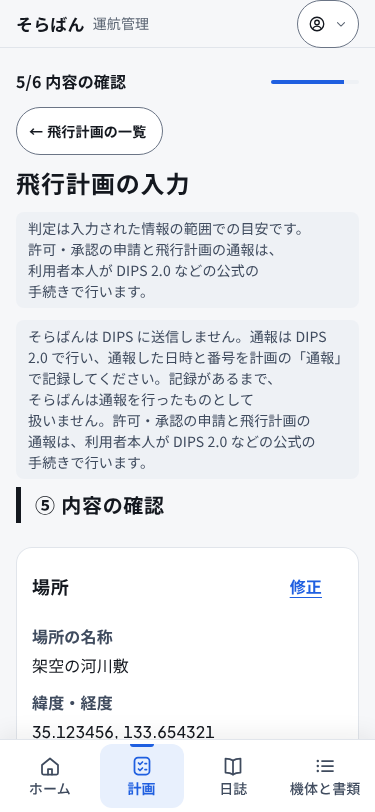 そらばん 運航管理
5/6 内容の確認
← 飛行計画の一覧
飛行計画の入力
判定は入力された情報の範囲での目安です。
許可・承認の申請と飛行計画の通報は、
利用者本人が DIPS 2.0 などの公式の
手続きで行います。
そらばんは DIPS に送信しません。通報は DIPS
2.0 で行い、通報した日時と番号を計画の「通報」
で記録してください。記録があるまで、
そらばんは通報を行ったものとして
扱いません。許可・承認の申請と飛行計画の
通報は、利用者本人が DIPS 2.0 などの公式の
手続きで行います。
⑤ 内容の確認
場所 修正
場所の名称
架空の河川敷
緯度・経度
35.123456, 133.654321
ホーム 計画 日誌 機体と書類